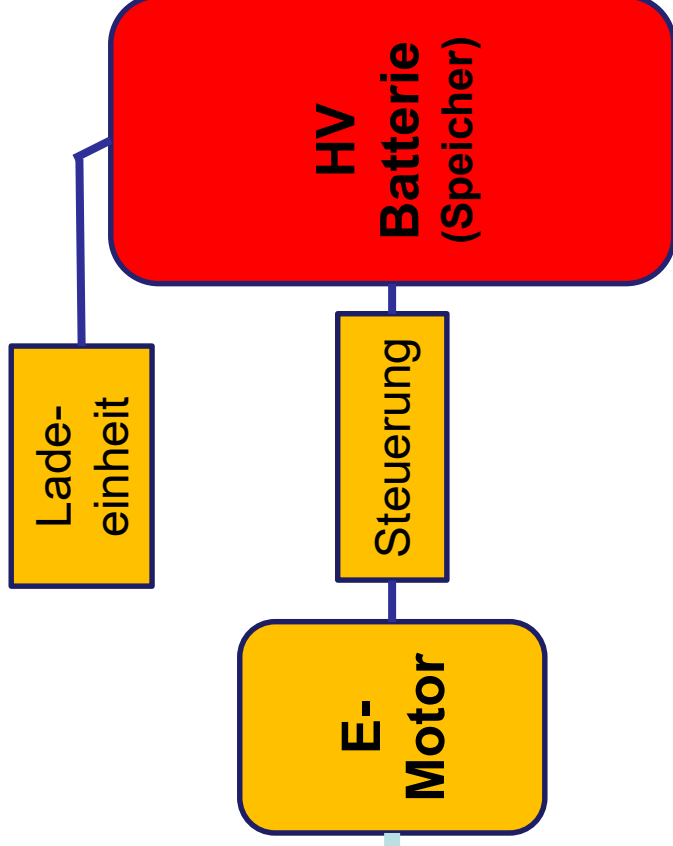 Lade-
einheit
E-
Motor
Steuerung
HV
Batterie
(Speicher)